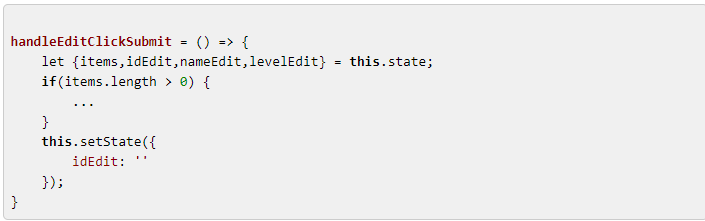 handleEditClickSubmit = () => {
    let {items,idEdit,nameEdit,levelEdit} = this.state;
    if(items.length > 0) {
        ...
    }
    this.setState({
        idEdit: ''
    });
}